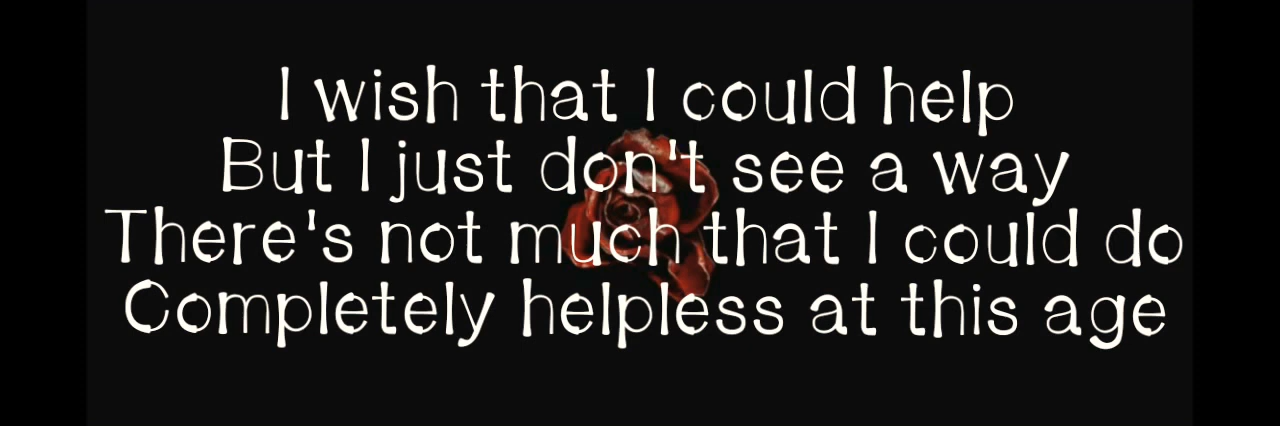 I wish that I could help
But I just don't see a way
There's not much that I could do
Completely helpless at this age